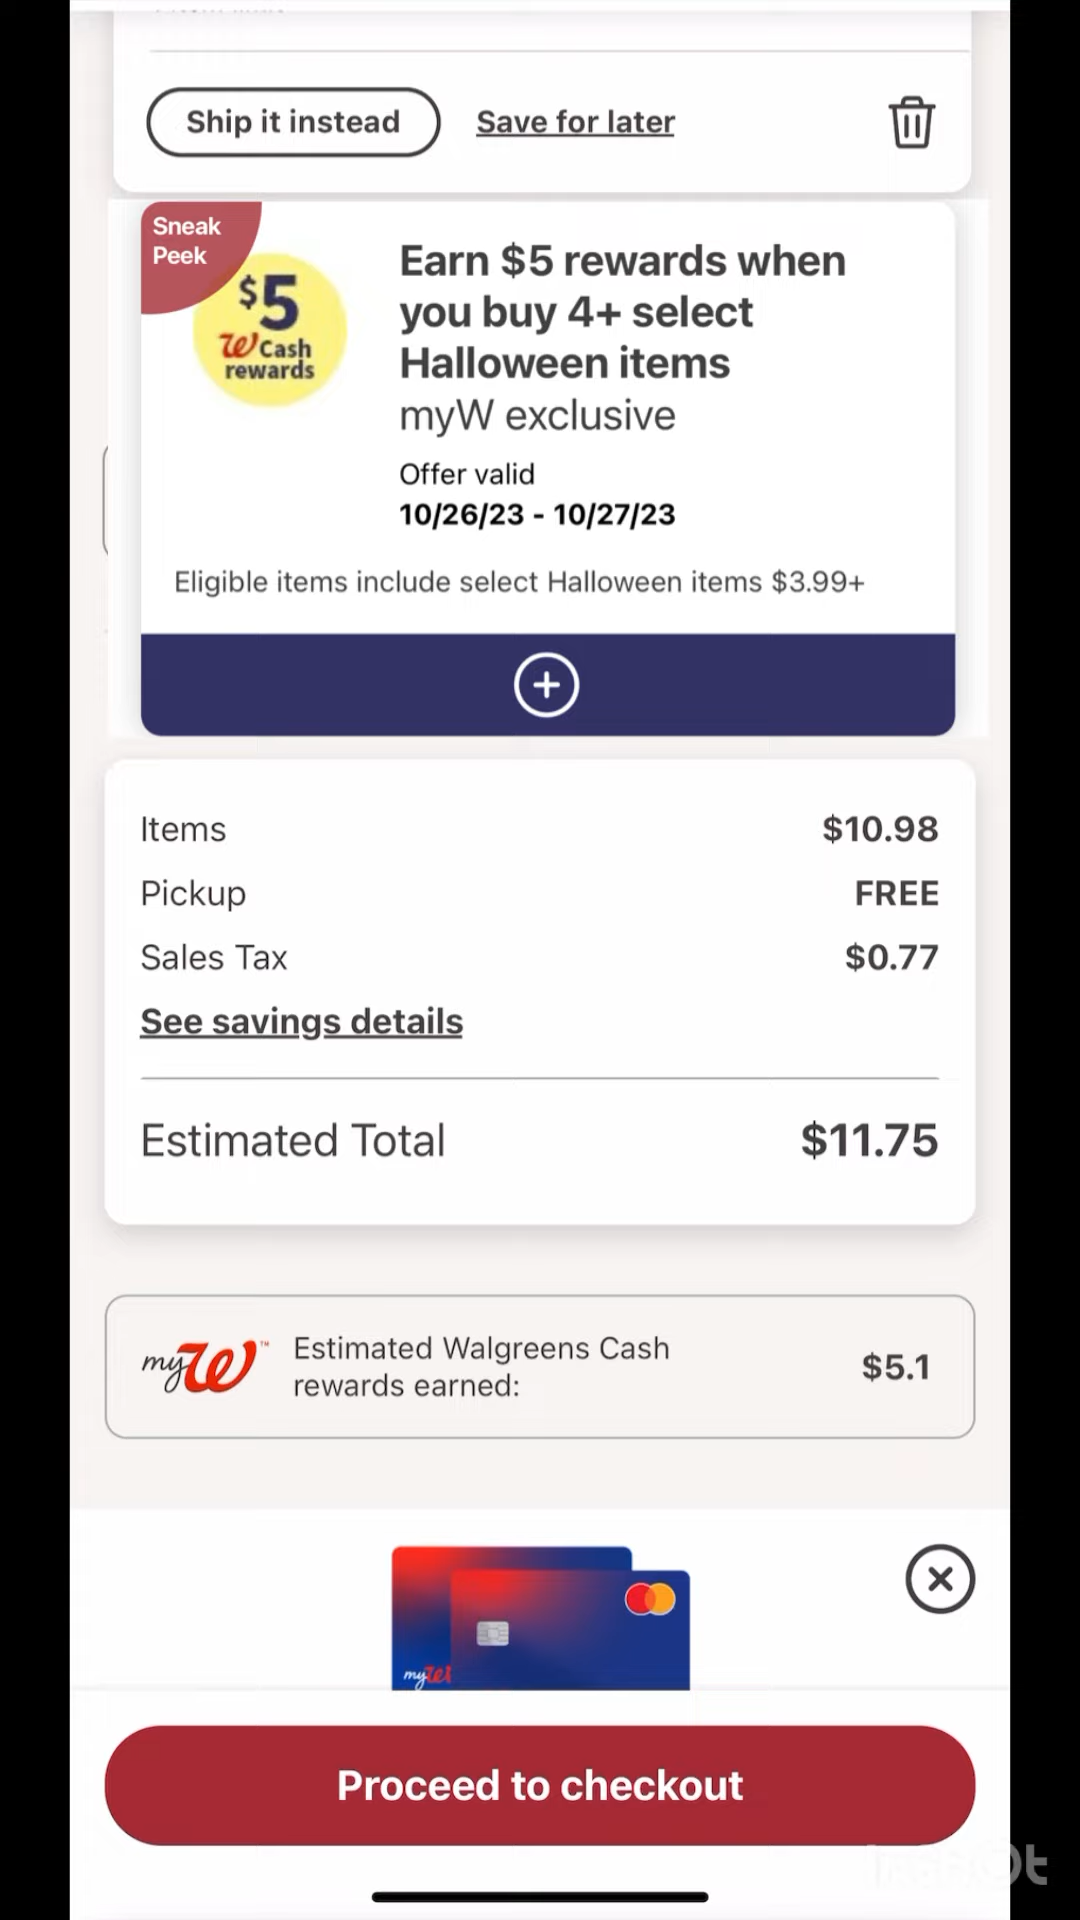 Ship it instead
Save for later
Sneak
Peek
$5
W Cash
rewards
Earn $5 rewards when
you buy 4+ select
Halloween items
myW exclusive
Offer valid
10/26/23 - 10/27/23
Eligible items include select Halloween items $3.99+
Items $10.98
Pickup FREE
Sales Tax $0.77
See savings details
Estimated Total $11.75
myW™
Estimated Walgreens Cash
rewards earned:
$5.1
myW
Proceed to checkout